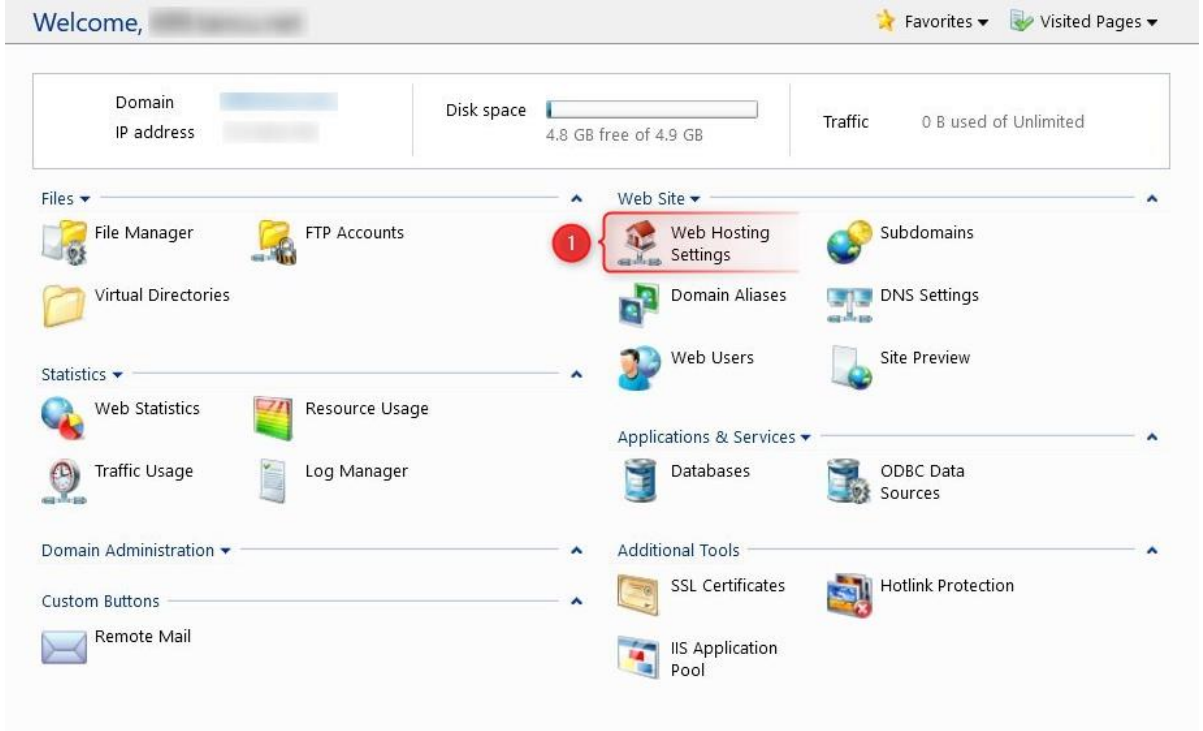 Welcome,
Favorites
Visited Pages
Domain
IP address
Disk space
4.8 GB free of 4.9 GB
Traffic
0 B used of Unlimited
Files
File Manager
FTP Accounts
Virtual Directories
Statistics
Web Statistics
Resource Usage
Traffic Usage
Log Manager
Domain Administration
Custom Buttons
Remote Mail
Web Site
1
Web Hosting
Settings
Subdomains
Domain Aliases
DNS Settings
Web Users
Site Preview
Applications & Services
Databases
ODBC Data
Sources
Additional Tools
SSL Certificates
Hotlink Protection
IIS Application
Pool